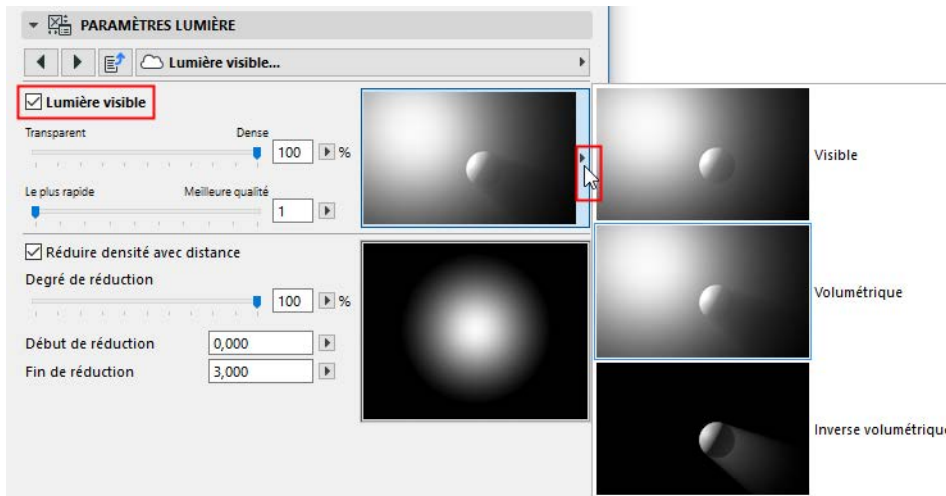 PARAMÈTRES LUMIÈRE
Lumière visible...
Lumière visible
Transparent Dense
100 %
Le plus rapide Meilleure qualité
1
Réduire densité avec distance
Degré de réduction
100 %
Début de réduction 0,000
Fin de réduction 3,000
Visible
Volumétrique
Inverse volumétrique